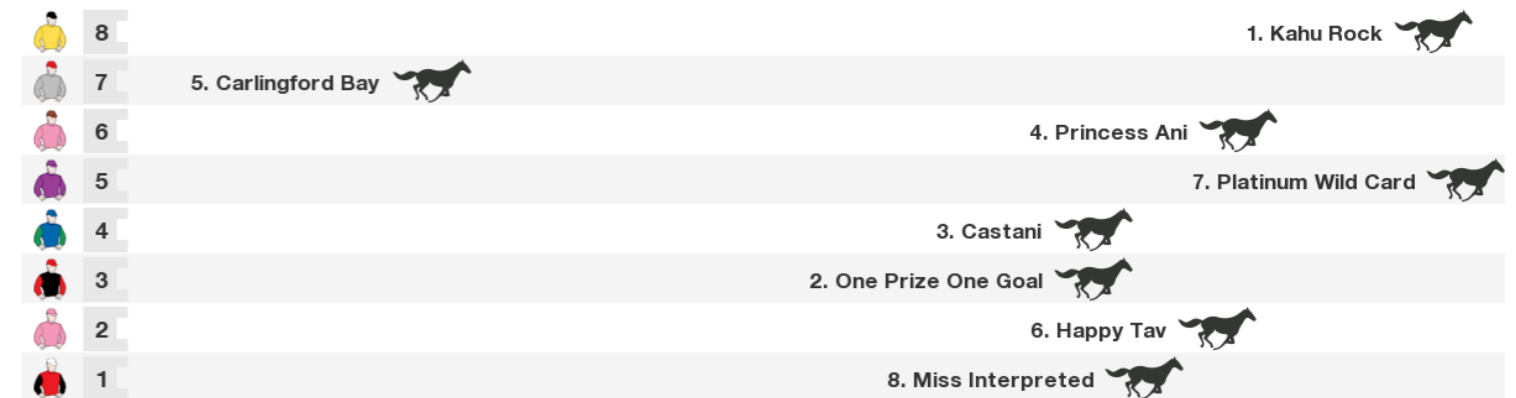 8 1. Kahu Rock
7 5. Carlingford Bay
6 4. Princess Ani
5 7. Platinum Wild Card
4 3. Castani
3 2. One Prize One Goal
2 6. Happy Tav
1 8. Miss Interpreted